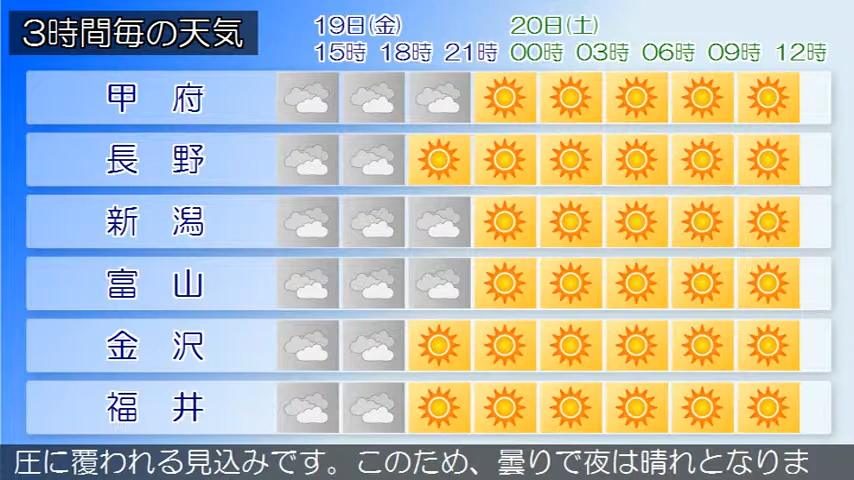 3時間毎の天気
19日(金) 20日(土)
15時 18時 21時 00時 03時 06時 09時 12時
甲府
長野
新潟
富山
金沢
福井
圧に覆われる見込みです。このため、曇りで夜は晴れとなりま